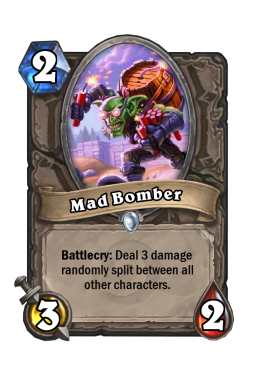 2
Mad Bomber
Battlecry: Deal 3 damage
randomly split between all
other characters.
3
2